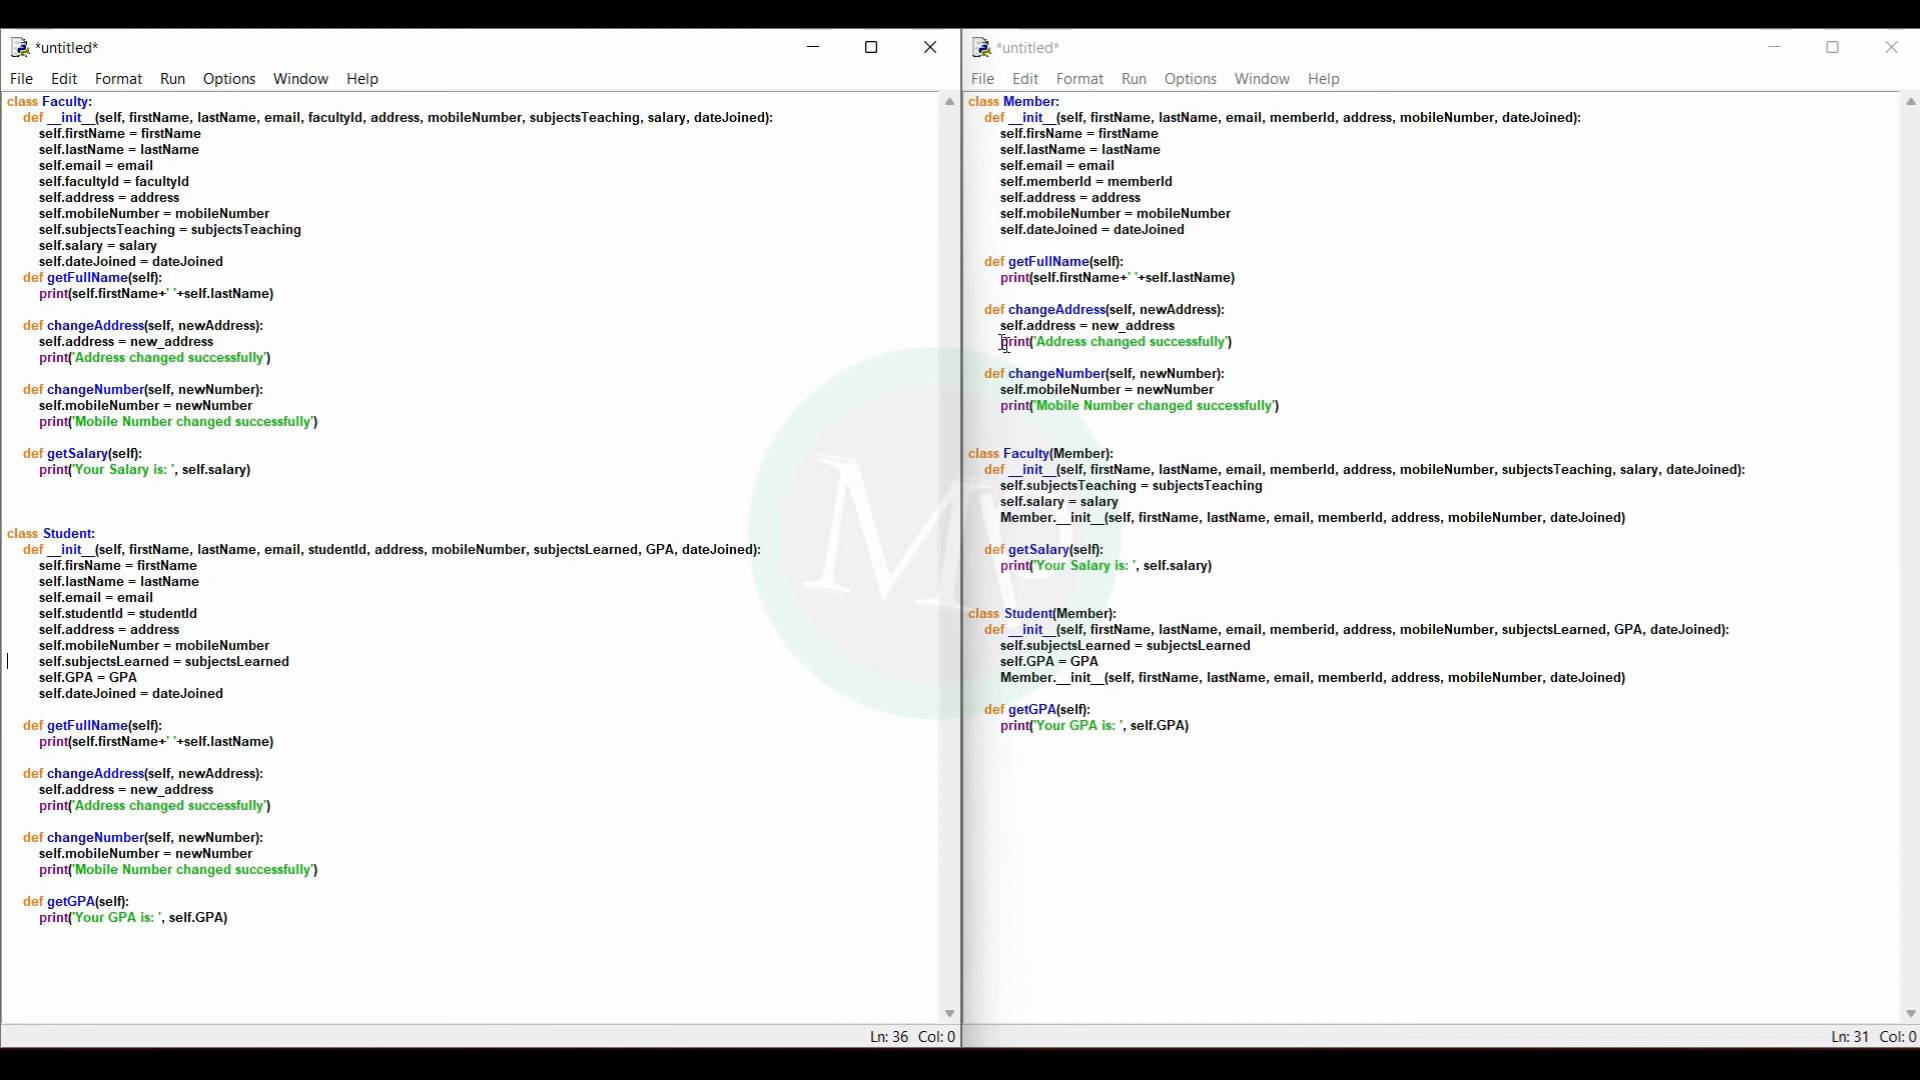 *untitled*
File Edit Format Run Options Window Help
class Faculty:
def __init__(self, firstName, lastName, email, facultyId, address, mobileNumber, subjectsTeaching, salary, dateJoined):
self.firstName = firstName
self.lastName = lastName
self.email = email
self.facultyId = facultyId
self.address = address
self.mobileNumber = mobileNumber
self.subjectsTeaching = subjectsTeaching
self.salary = salary
self.dateJoined = dateJoined
def getFullName(self):
print(self.firstName+' '+self.lastName)
def changeAddress(self, newAddress):
self.address = new_address
print('Address changed successfully')
def changeNumber(self, newNumber):
self.mobileNumber = newNumber
print('Mobile Number changed successfully')
def getSalary(self):
print('Your Salary is: ', self.salary)
class Student:
def __init__(self, firstName, lastName, email, studentId, address, mobileNumber, subjectsLearned, GPA, dateJoined):
self.firsName = firstName
self.lastName = lastName
self.email = email
self.studentId = studentId
self.address = address
self.mobileNumber = mobileNumber
self.subjectsLearned = subjectsLearned
self.GPA = GPA
self.dateJoined = dateJoined
def getFullName(self):
print(self.firstName+' '+self.lastName)
def changeAddress(self, newAddress):
self.address = new_address
print('Address changed successfully')
def changeNumber(self, newNumber):
self.mobileNumber = newNumber
print('Mobile Number changed successfully')
def getGPA(self):
print('Your GPA is: ', self.GPA)
Ln: 36 Col: 0
*untitled*
File Edit Format Run Options Window Help
class Member:
def __init__(self, firstName, lastName, email, memberId, address, mobileNumber, dateJoined):
self.firsName = firstName
self.lastName = lastName
self.email = email
self.memberId = memberId
self.address = address
self.mobileNumber = mobileNumber
self.dateJoined = dateJoined
def getFullName(self):
print(self.firstName+' '+self.lastName)
def changeAddress(self, newAddress):
self.address = new_address
print('Address changed successfully')
def changeNumber(self, newNumber):
self.mobileNumber = newNumber
print('Mobile Number changed successfully')
class Faculty(Member):
def __init__(self, firstName, lastName, email, memberId, address, mobileNumber, subjectsTeaching, salary, dateJoined):
self.subjectsTeaching = subjectsTeaching
self.salary = salary
Member.__init__(self, firstName, lastName, email, memberId, address, mobileNumber, dateJoined)
def getSalary(self):
print('Your Salary is: ', self.salary)
class Student(Member):
def __init__(self, firstName, lastName, email, memberid, address, mobileNumber, subjectsLearned, GPA, dateJoined):
self.subjectsLearned = subjectsLearned
self.GPA = GPA
Member.__init__(self, firstName, lastName, email, memberId, address, mobileNumber, dateJoined)
def getGPA(self):
print('Your GPA is: ', self.GPA)
Ln: 31 Col: 0
Mp